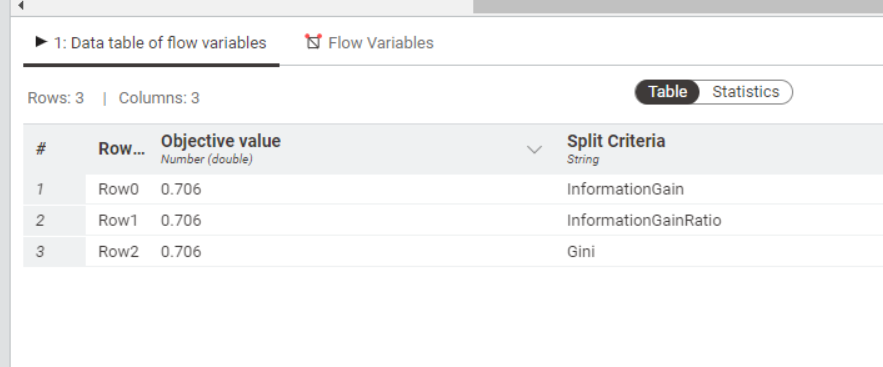 1: Data table of flow variables Flow Variables
Rows: 3 | Columns: 3 Table Statistics
# Row... Objective value Split Criteria
Number (double) String
1 Row0 0.706 InformationGain
2 Row1 0.706 InformationGainRatio
3 Row2 0.706 Gini